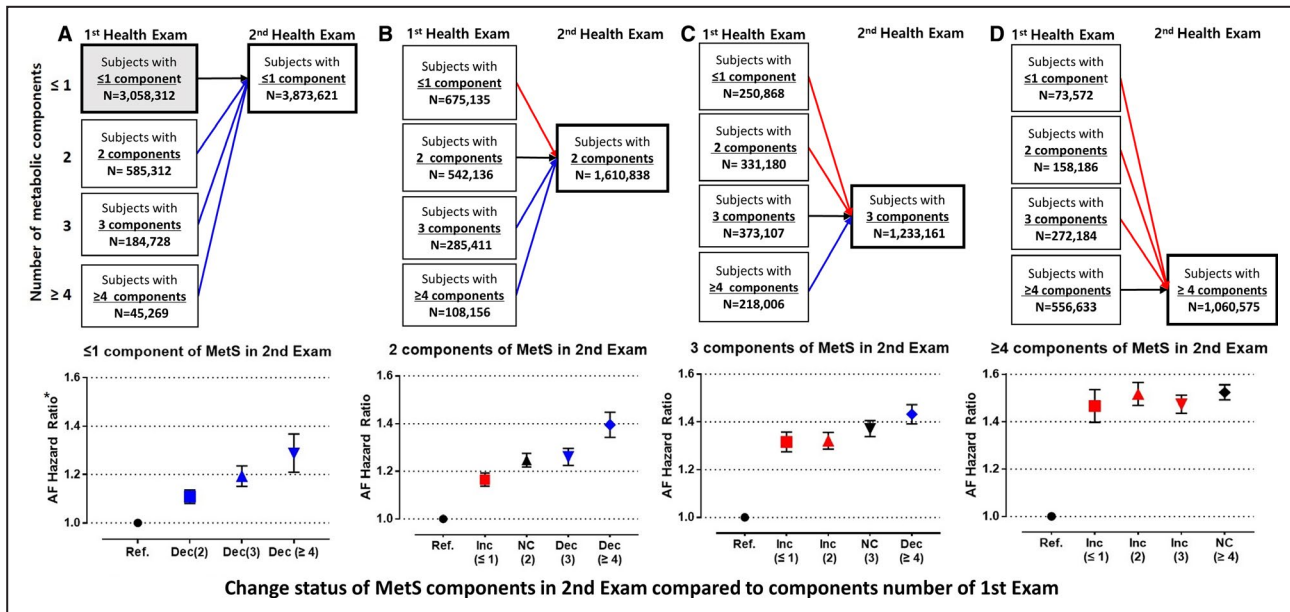 A
1st Health Exam
2nd Health Exam
Number of metabolic components
≤ 1
2
3
≥ 4
Subjects with
≤1 component
N=3,058,312
Subjects with
2 components
N= 585,312
Subjects with
3 components
N=184,728
Subjects with
≥4 components
N=45,269
Subjects with
≤1 component
N=3,873,621
B
1st Health Exam
2nd Health Exam
Subjects with
≤1 component
N=675,135
Subjects with
2 components
N= 542,136
Subjects with
3 components
N=285,411
Subjects with
≥4 components
N=108,156
Subjects with
2 components
N= 1,610,838
C
1st Health Exam
2nd Health Exam
Subjects with
≤1 component
N=250,868
Subjects with
2 components
N= 331,180
Subjects with
3 components
N=373,107
Subjects with
≥4 components
N=218,006
Subjects with
3 components
N=1,233,161
D
1st Health Exam
2nd Health Exam
Subjects with
≤1 component
N=73,572
Subjects with
2 components
N= 158,186
Subjects with
3 components
N=272,184
Subjects with
≥4 components
N=556,633
Subjects with
≥ 4 components
N=1,060,575
≤1 component of MetS in 2nd Exam
AF Hazard Ratio*
1.6
1.4
1.2
1.0
Ref.
Dec(2)
Dec(3)
Dec (≥ 4)
2 components of MetS in 2nd Exam
AF Hazard Ratio
1.6
1.4
1.2
1.0
Ref.
Inc
(≤ 1)
NC
(2)
Dec
(3)
Dec
(≥ 4)
3 components of MetS in 2nd Exam
AF Hazard Ratio
1.6
1.4
1.2
1.0
Ref.
Inc
(≤ 1)
Inc
(2)
NC
(3)
Dec
(≥ 4)
≥4 components of MetS in 2nd Exam
AF Hazard Ratio
1.6
1.4
1.2
1.0
Ref.
Inc
(≤ 1)
Inc
(2)
Inc
(3)
NC
(≥ 4)
Change status of MetS components in 2nd Exam compared to components number of 1st Exam